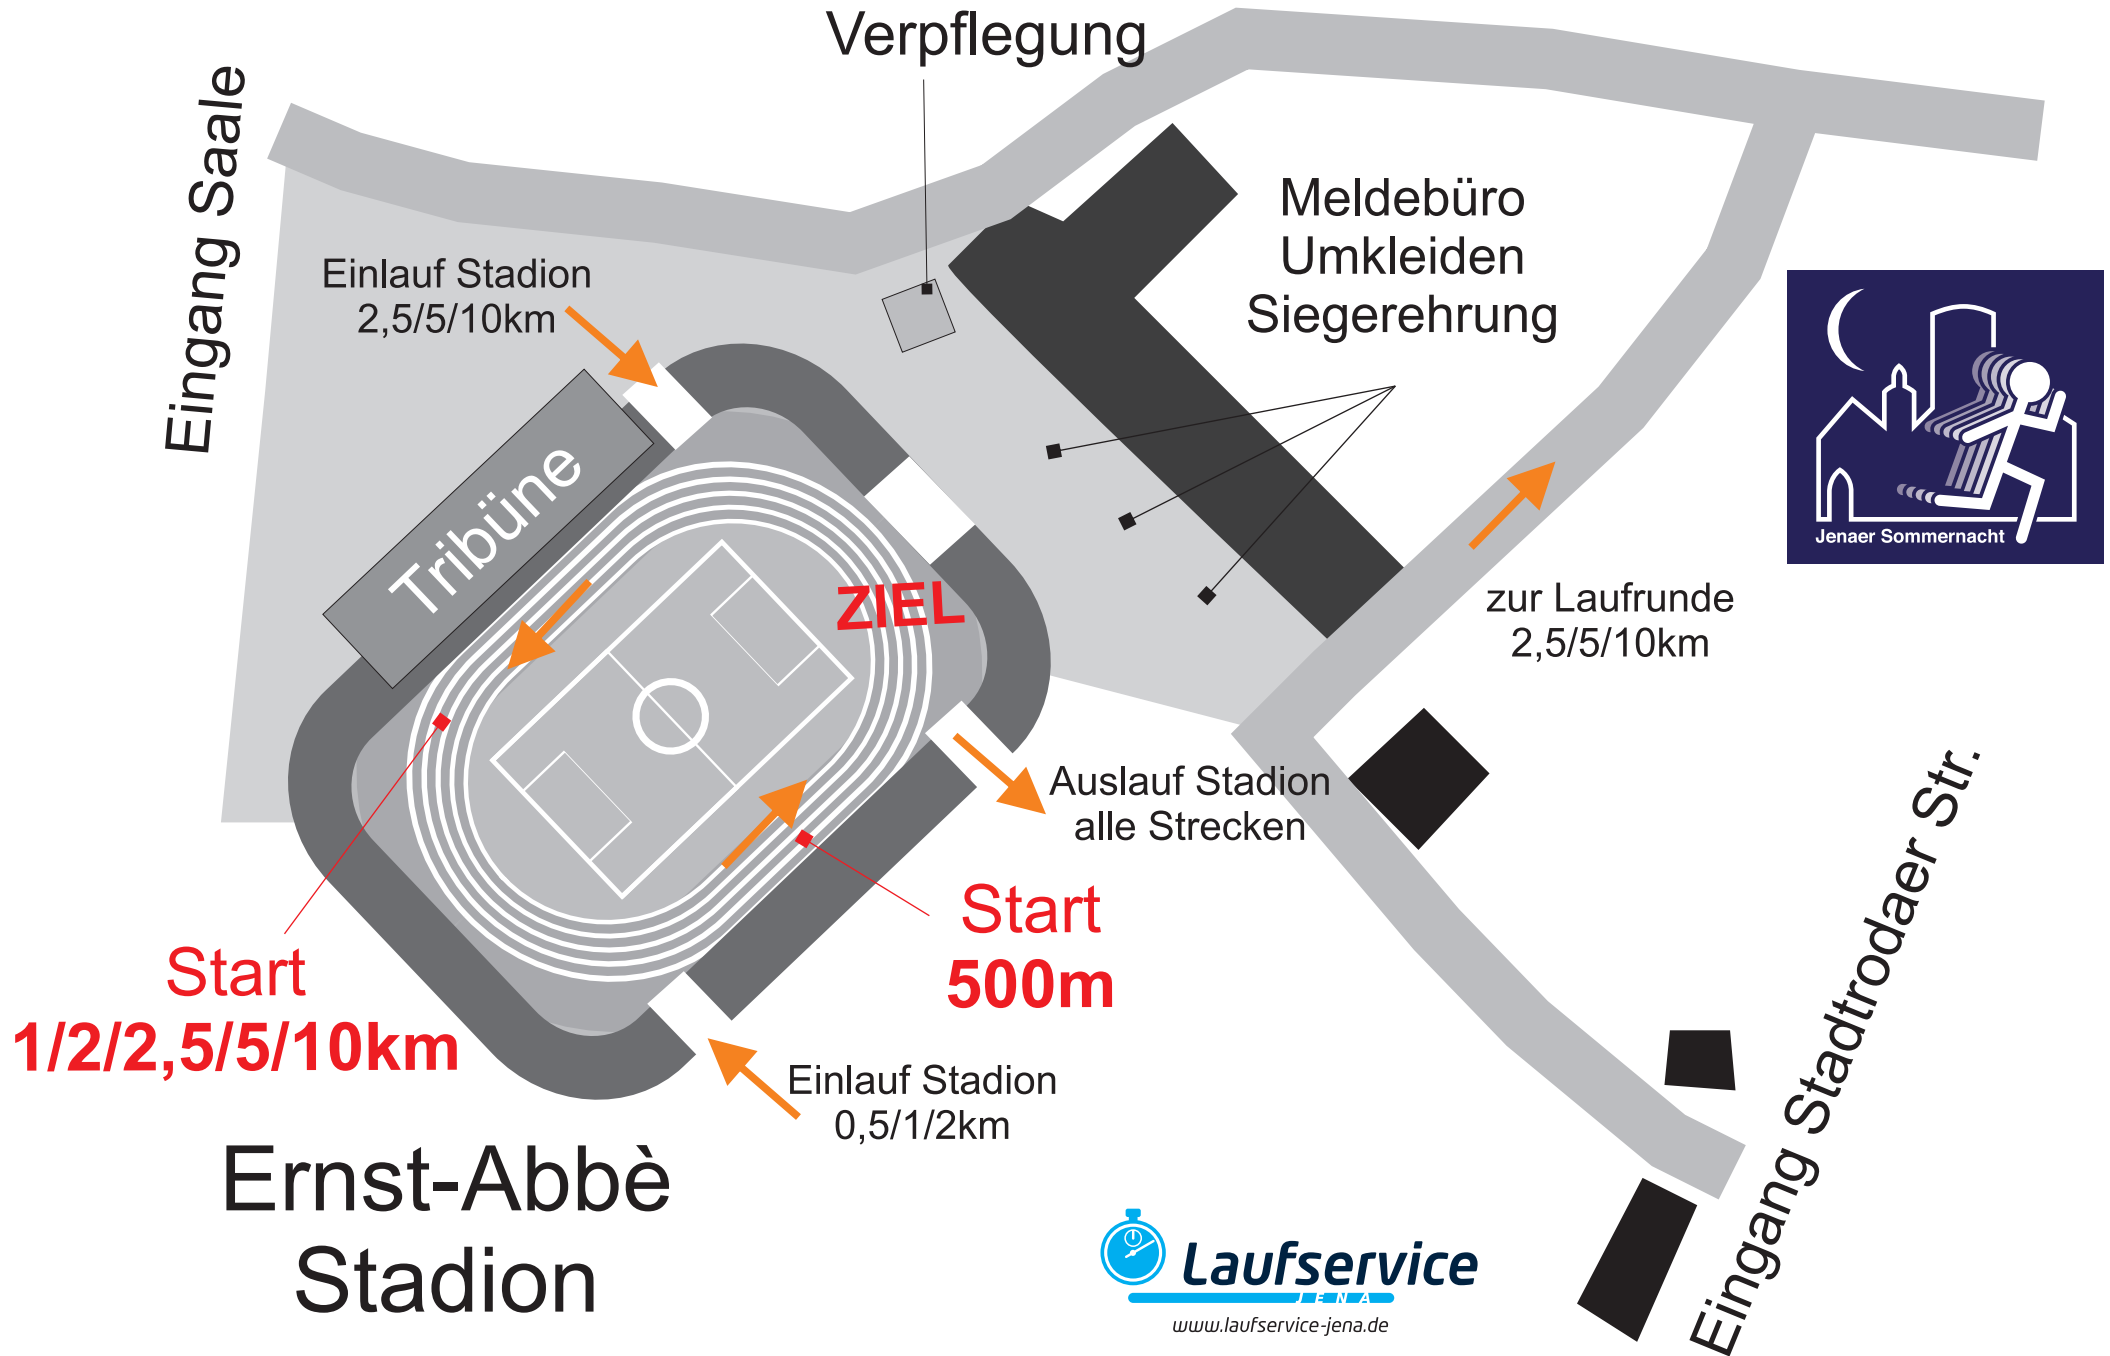 Verpflegung
Eingang Saale
Meldebüro
Umkleiden
Siegerehrung
Einlauf Stadion
2,5/5/10km
Tribüne
Jenaer Sommernacht
ZIEL
zur Laufrunde
2,5/5/10km
Auslauf Stadion
alle Strecken
Start
500m
Start
1/2/2,5/5/10km
Einlauf Stadion
0,5/1/2km
Eingang Stadtrodaer Str.
Ernst-Abbè
Stadion
Laufservice
JENA
www.laufservice-jena.de